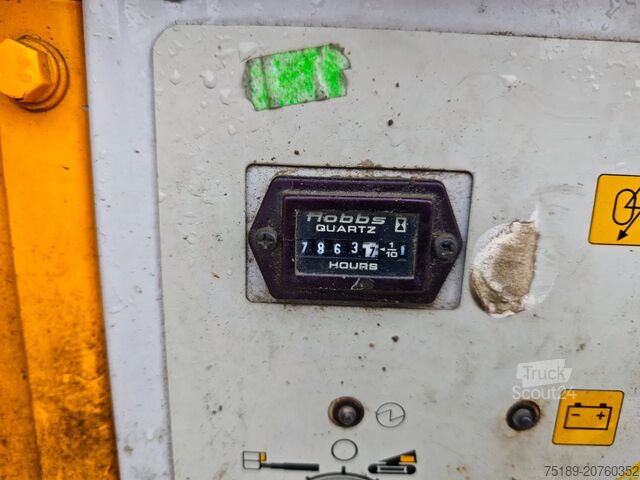 Hobbs
QUARTZ
7863 1/10
HOURS
Truck
Scout24
75189-20760352